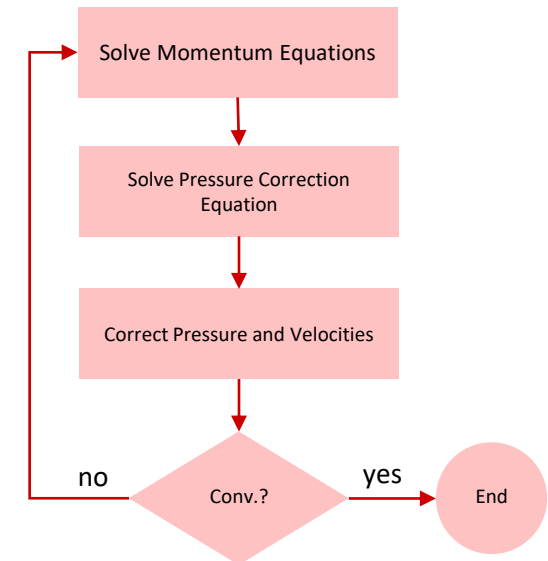 Solve Momentum Equations
Solve Pressure Correction
Equation
Correct Pressure and Velocities
no
Conv.?
yes
End